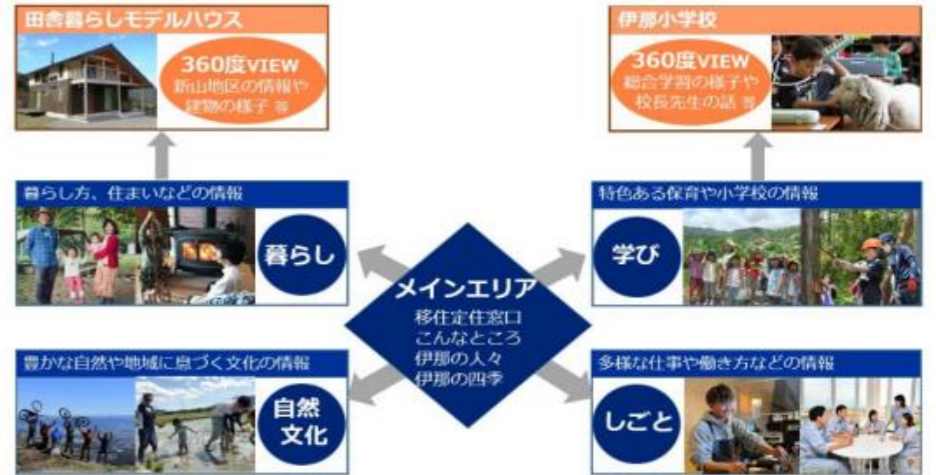 田舎暮らしモデルハウス
360度VIEW
新山地区の情報や
建物の様子 等
伊那小学校
360度VIEW
総合学習の様子や
校長先生の話 等
暮らし方、住まいなどの情報
暮らし
特色ある保育や小学校の情報
学び
メインエリア
移住定住窓口
こんなところ
伊那の人々
伊那の四季
豊かな自然や地域に息づく文化の情報
自然
文化
多様な仕事や働き方などの情報
しごと